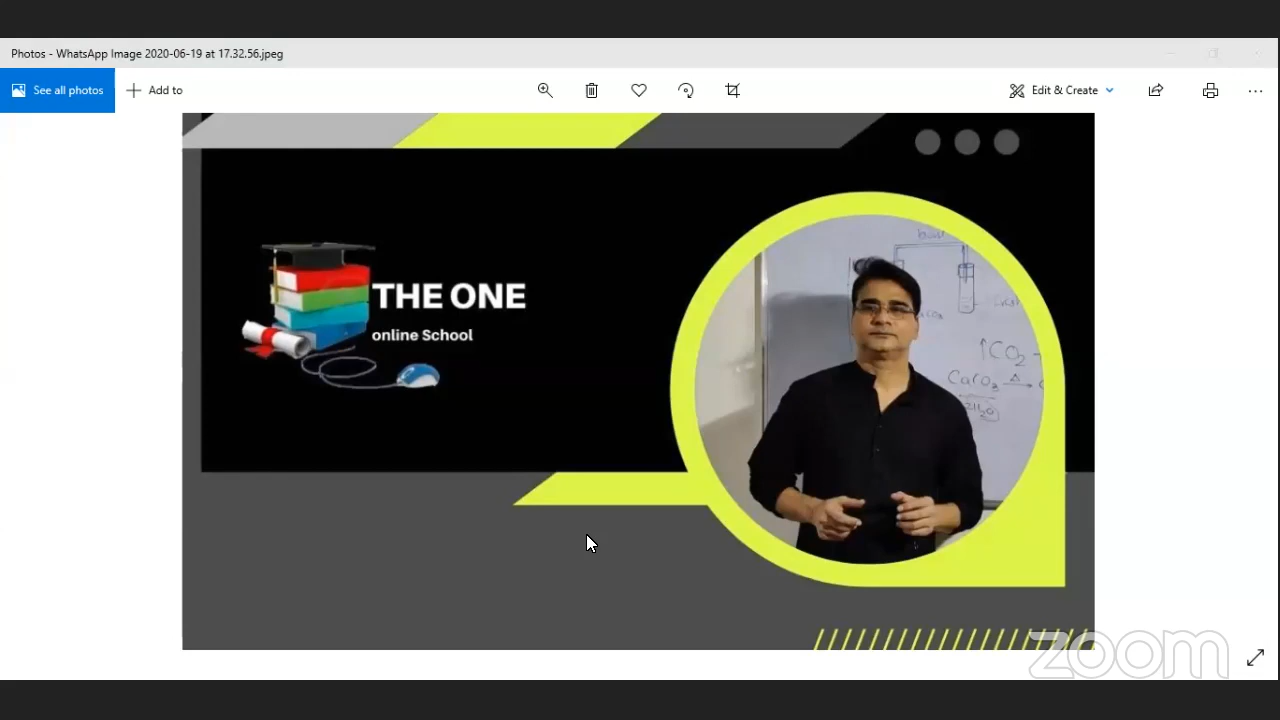 Photos - WhatsApp Image 2020-06-19 at 17.32.56.jpeg
See all photos
Add to
Edit & Create
THE ONE
online School
CO₂
CaCO₃
zoom